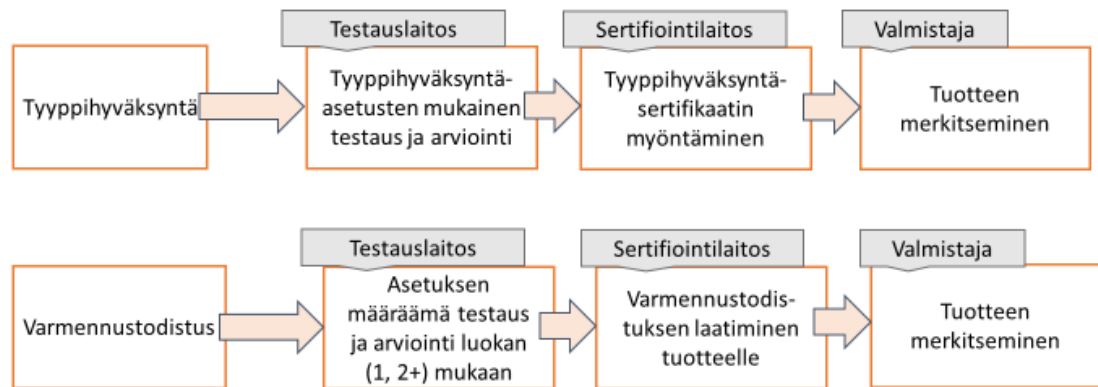 Testauslaitos
Sertifiointilaitos
Valmistaja
Tyyppihyväksyntä
Tyyppihyväksyntä-
asetusten mukainen
testaus ja arviointi
Tyyppihyväksyntä-
sertifikaatin
myöntäminen
Tuotteen
merkitseminen
Testauslaitos
Sertifiointilaitos
Valmistaja
Varmennustodistus
Asetuksen
määräämä testaus
ja arviointi luokan
(1, 2+) mukaan
Varmennustodis-
tuksen laatiminen
tuotteelle
Tuotteen
merkitseminen